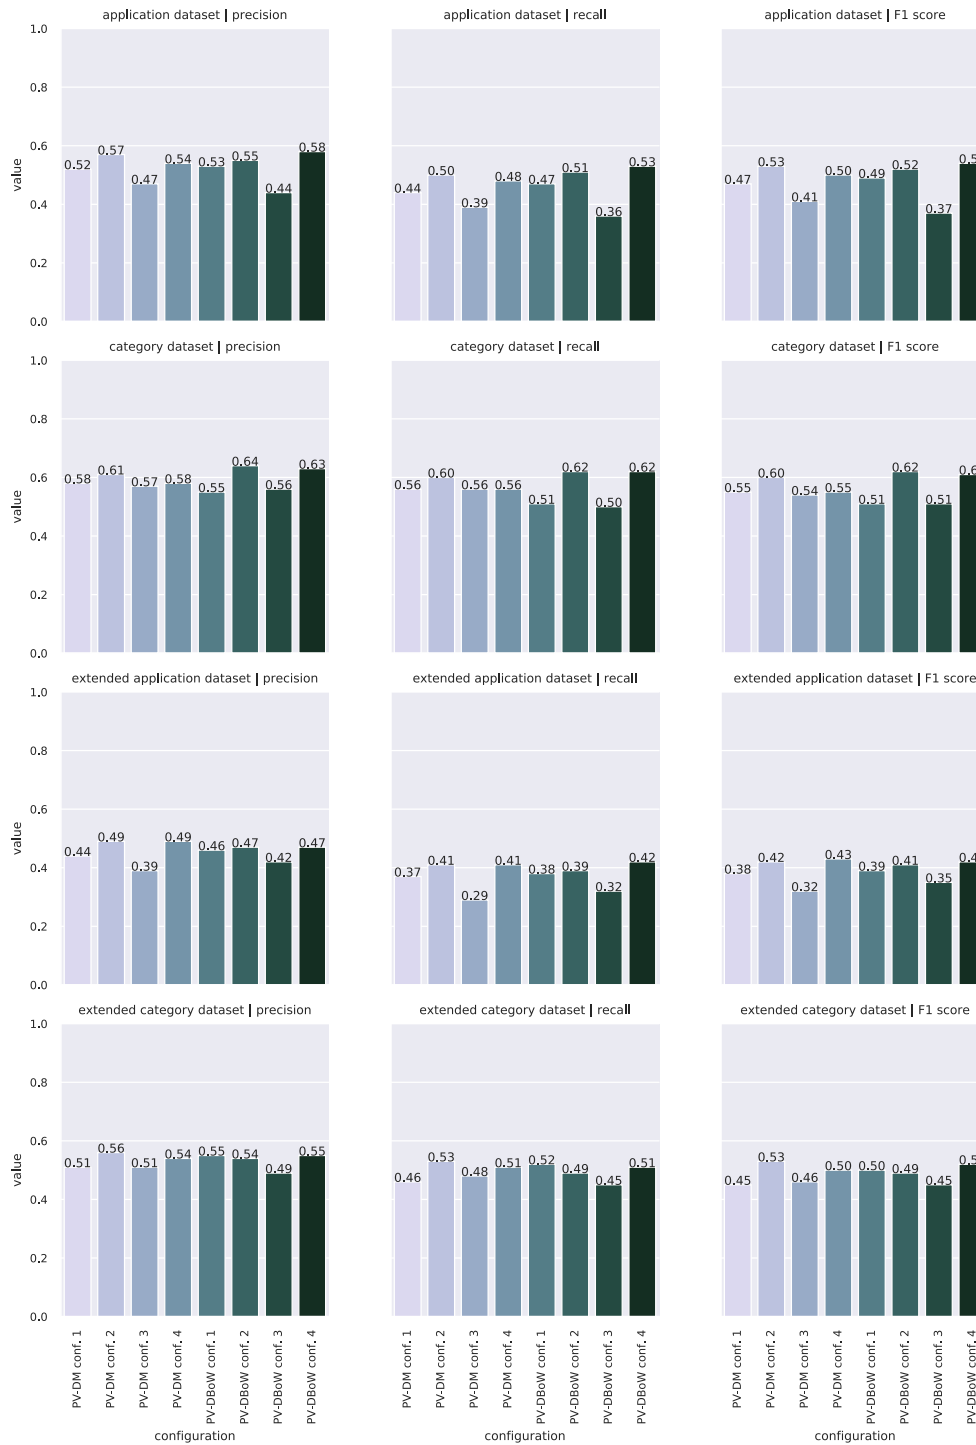 application dataset | precision
application dataset | recall
application dataset | F1 score
1.0
0.8
0.6
0.4
0.2
0.0
value
0.52
0.57
0.47
0.54
0.53
0.55
0.44
0.58
0.44
0.50
0.39
0.48
0.47
0.51
0.36
0.53
0.47
0.53
0.41
0.50
0.49
0.52
0.37
category dataset | precision
category dataset | recall
category dataset | F1 score
1.0
0.8
0.6
0.4
0.2
0.0
value
0.58
0.61
0.57
0.58
0.55
0.64
0.56
0.63
0.56
0.60
0.56
0.56
0.51
0.62
0.50
0.62
0.55
0.60
0.54
0.55
0.51
0.62
0.51
extended application dataset | precision
extended application dataset | recall
extended application dataset | F1 score
1.0
0.8
0.6
0.4
0.2
0.0
value
0.44
0.49
0.39
0.49
0.46
0.47
0.42
0.47
0.37
0.41
0.29
0.41
0.38
0.39
0.32
0.42
0.38
0.42
0.32
0.43
0.39
0.41
0.35
extended category dataset | precision
extended category dataset | recall
extended category dataset | F1 score
1.0
0.8
0.6
0.4
0.2
0.0
value
0.51
0.56
0.51
0.54
0.55
0.54
0.49
0.55
0.46
0.53
0.48
0.51
0.52
0.49
0.45
0.51
0.45
0.53
0.46
0.50
0.50
0.49
0.45
PV-DM conf. 1
PV-DM conf. 2
PV-DM conf. 3
PV-DM conf. 4
PV-DBoW conf. 1
PV-DBoW conf. 2
PV-DBoW conf. 3
PV-DBoW conf. 4
configuration
PV-DM conf. 1
PV-DM conf. 2
PV-DM conf. 3
PV-DM conf. 4
PV-DBoW conf. 1
PV-DBoW conf. 2
PV-DBoW conf. 3
PV-DBoW conf. 4
configuration
PV-DM conf. 1
PV-DM conf. 2
PV-DM conf. 3
PV-DM conf. 4
PV-DBoW conf. 1
PV-DBoW conf. 2
PV-DBoW conf. 3
PV-DBoW conf. 4
configuration